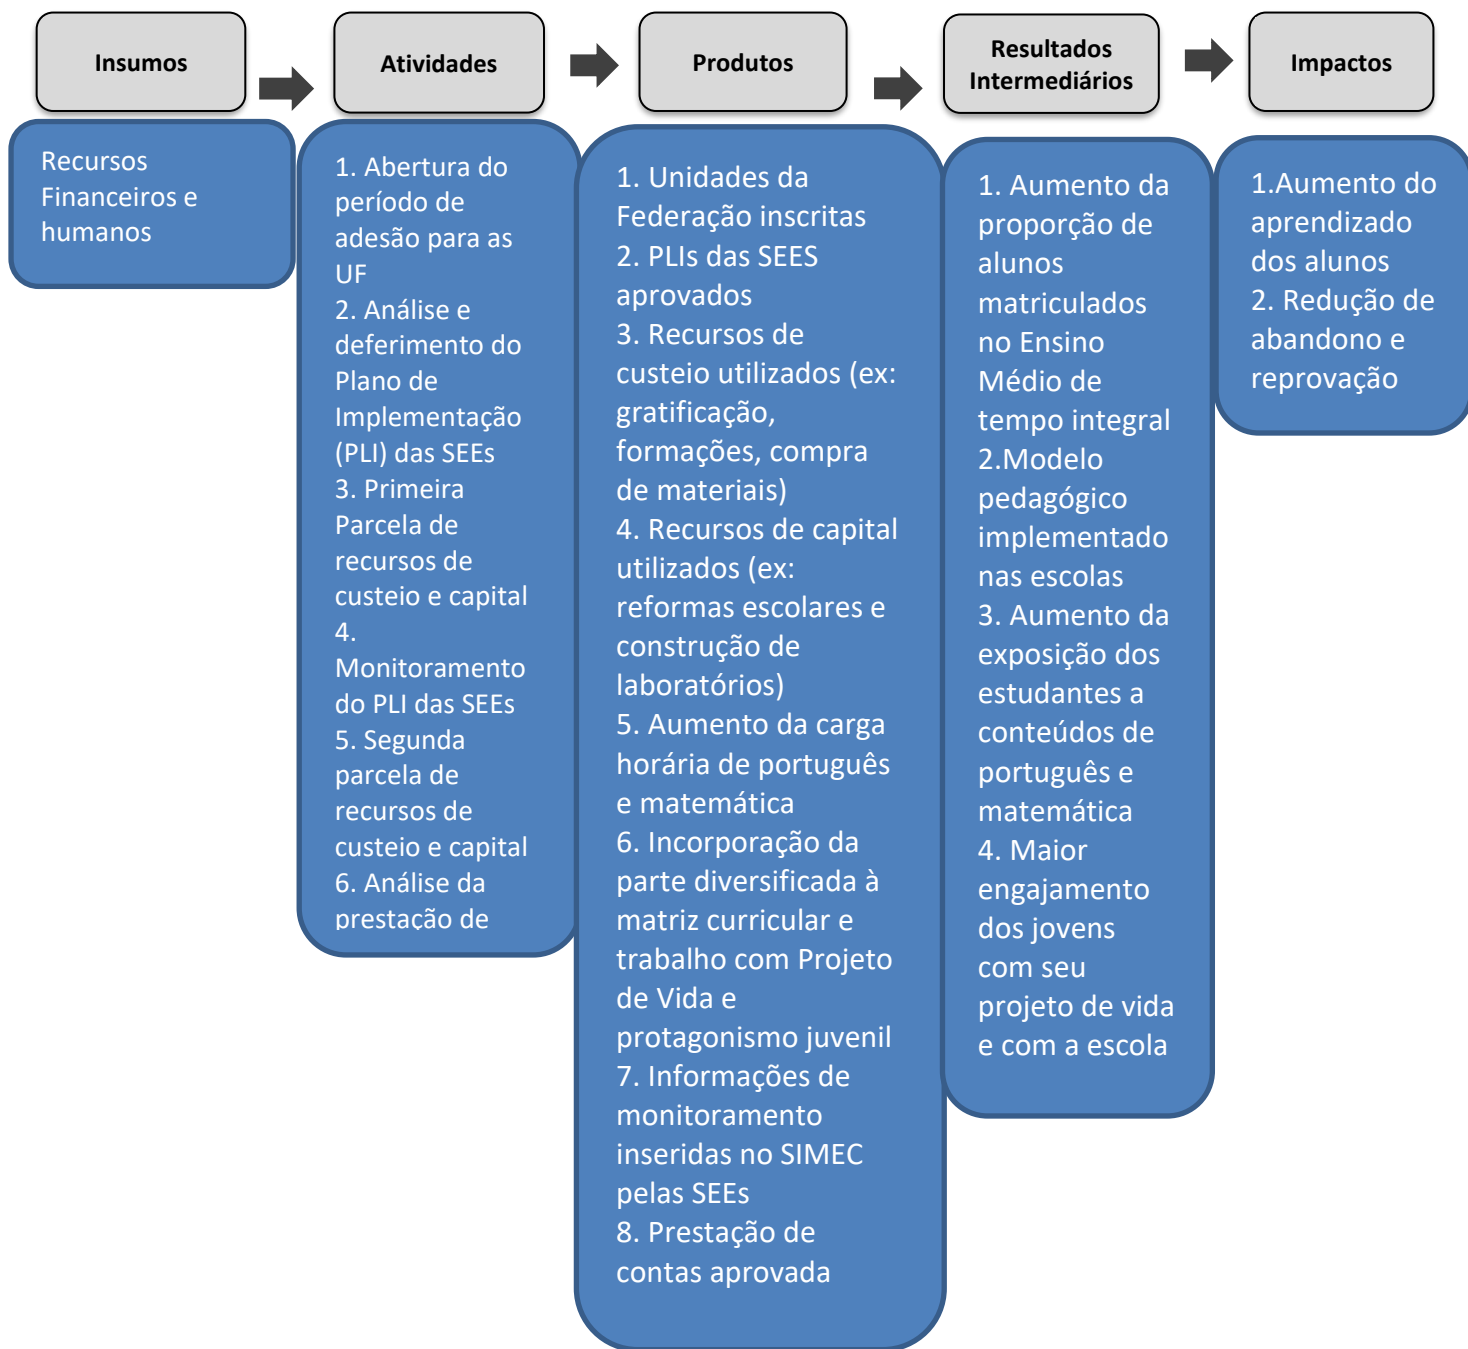 Insumos
Atividades
Produtos
Resultados
Intermediários
Impactos
Recursos
Financeiros e
humanos
1. Abertura do
período de
adesão para as
UF
2. Análise e
deferimento do
Plano de
Implementação
(PLI) das SEEs
3. Primeira
Parcela de
recursos de
custeio e capital
4.
Monitoramento
do PLI das SEEs
5. Segunda
parcela de
recursos de
custeio e capital
6. Análise da
prestação de
1. Unidades da
Federação inscritas
2. PLIs das SEES
aprovados
3. Recursos de
custeio utilizados (ex:
gratificação,
formações, compra
de materiais)
4. Recursos de capital
utilizados (ex:
reformas escolares e
construção de
laboratórios)
5. Aumento da carga
horária de português
e matemática
6. Incorporação da
parte diversificada à
matriz curricular e
trabalho com Projeto
de Vida e
protagonismo juvenil
7. Informações de
monitoramento
inseridas no SIMEC
pelas SEEs
8. Prestação de
contas aprovada
1. Aumento da
proporção de
alunos
matriculados
no Ensino
Médio de
tempo integral
2.Modelo
pedagógico
implementado
nas escolas
3. Aumento da
exposição dos
estudantes a
conteúdos de
português e
matemática
4. Maior
engajamento
dos jovens
com seu
projeto de vida
e com a escola
1.Aumento do
aprendizado
dos alunos
2. Redução de
abandono e
reprovação